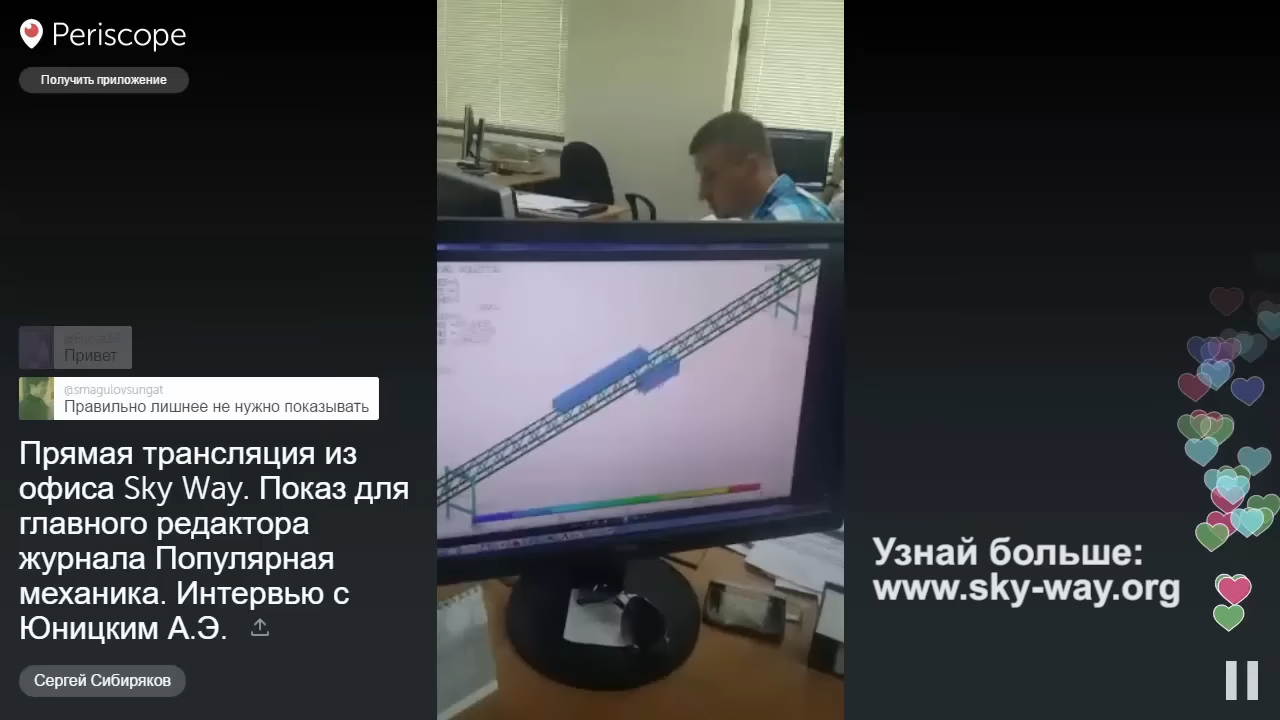 Periscope
Получить приложение
Привет
@smagulovsungat
Правильно лишнее не нужно показывать
Прямая трансляция из
офиса Sky Way. Показ для
главного редактора
журнала Популярная
механика. Интервью с
Юницким А.Э.
Сергей Сибиряков
Узнай больше:
www.sky-way.org